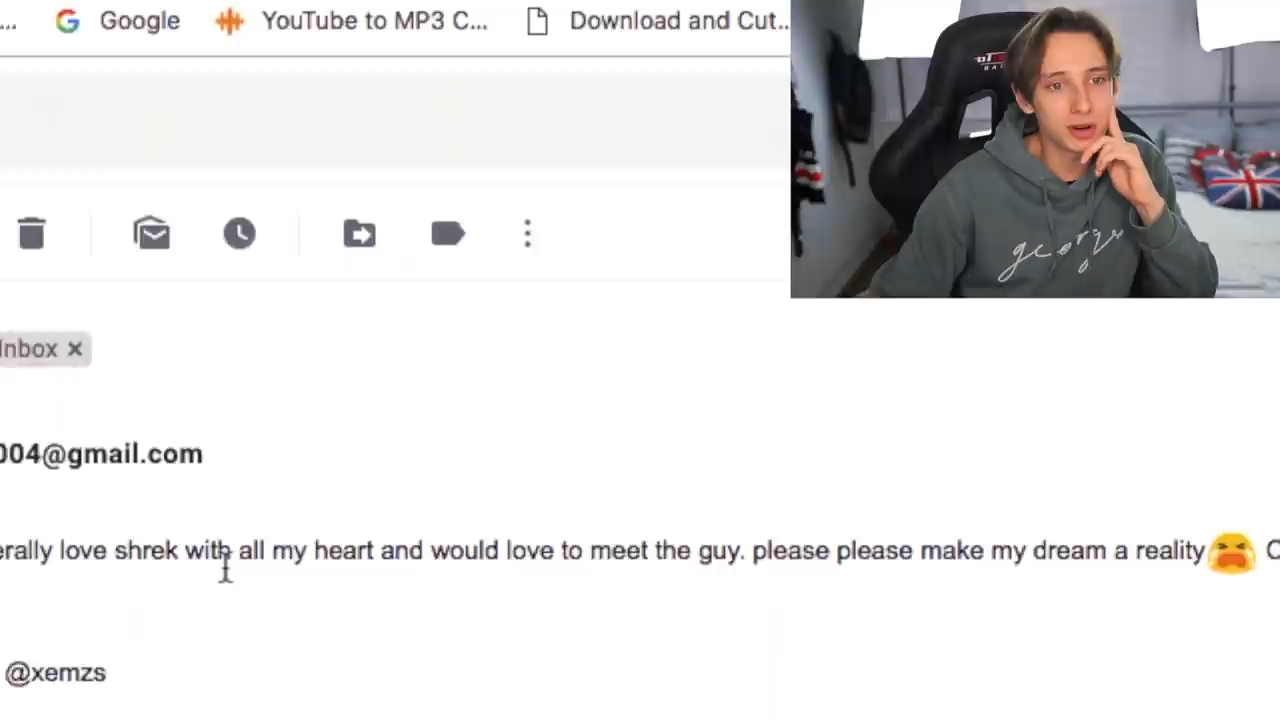 ... Google YouTube to MP3 C... Download and Cut...
Inbox
004@gmail.com
erally love shrek with all my heart and would love to meet the guy. please please make my dream a reality😫 C
@xemzs
george